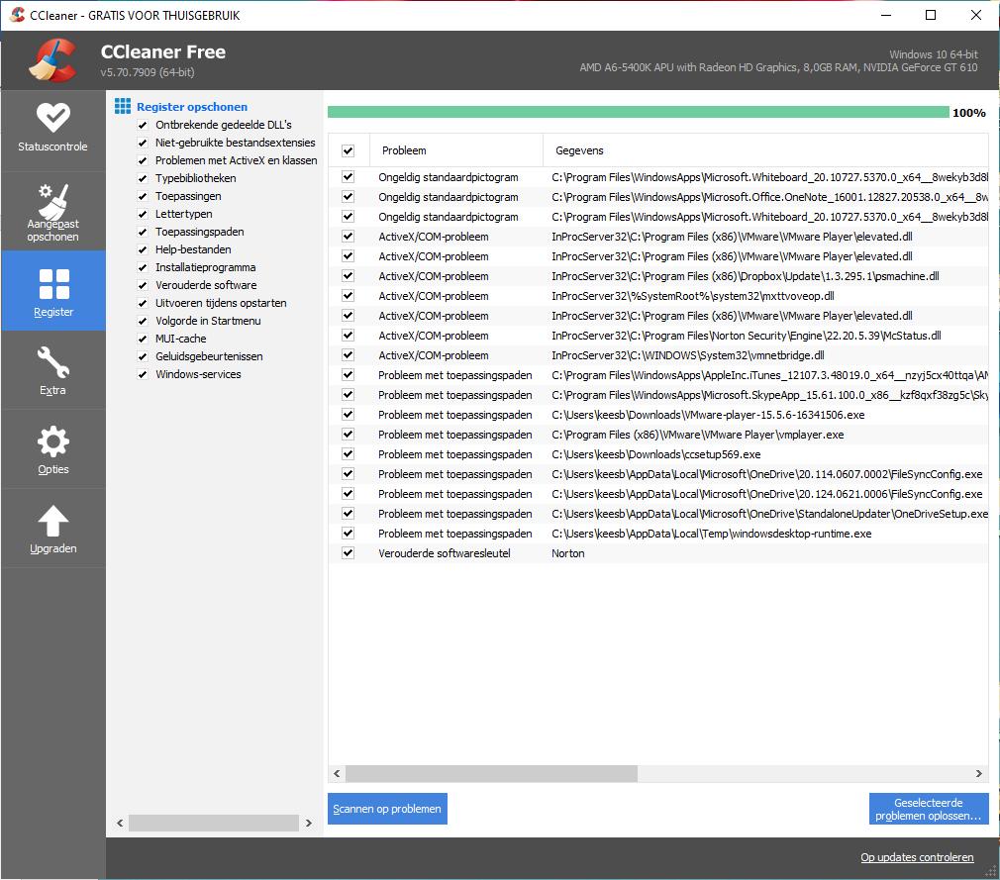 CCleaner - GRATIS VOOR THUISGEBRUIK
CCleaner Free
v5.70.7909 (64-bit)
Windows 10 64-bit
AMD A6-5400K APU with Radeon HD Graphics, 8,0GB RAM, NVIDIA GeForce GT 610
Statuscontrole
Aangepast
opschonen
Register
Extra
Opties
Upgraden
Register opschonen
Ontbrekende gedeelde DLL's
Niet-gebruikte bestandsextensies
Problemen met ActiveX en klassen
Typebibliotheken
Toepassingen
Lettertypen
Toepassingspaden
Help-bestanden
Installatieprogramma
Verouderde software
Uitvoeren tijdens opstarten
Volgorde in Startmenu
MUI-cache
Geluidsgebeurtenissen
Windows-services
100%
Probleem Gegevens
Ongeldig standaardpictogram C:\Program Files\WindowsApps\Microsoft.Whiteboard_20.10727.5370.0_x64__8wekyb3d8l
Ongeldig standaardpictogram C:\Program Files\WindowsApps\Microsoft.Office.OneNote_16001.12827.20538.0_x64__8w
Ongeldig standaardpictogram C:\Program Files\WindowsApps\Microsoft.Whiteboard_20.10727.5370.0_x64__8wekyb3d8l
ActiveX/COM-probleem InProcServer32\C:\Program Files (x86)\VMware\VMware Player\elevated.dll
ActiveX/COM-probleem InProcServer32\C:\Program Files (x86)\VMware\VMware Player\elevated.dll
ActiveX/COM-probleem InProcServer32\C:\Program Files (x86)\Dropbox\Update\1.3.295.1\psmachine.dll
ActiveX/COM-probleem InProcServer32\%SystemRoot%\system32\mxttvoveop.dll
ActiveX/COM-probleem InProcServer32\C:\Program Files (x86)\VMware\VMware Player\elevated.dll
ActiveX/COM-probleem InProcServer32\C:\Program Files\Norton Security\Engine\22.20.5.39\McStatus.dll
ActiveX/COM-probleem InProcServer32\C:\WINDOWS\System32\vmnetbridge.dll
Probleem met toepassingspaden C:\Program Files\WindowsApps\AppleInc.iTunes_12107.3.48019.0_x64__nzyj5cx40ttqa\AM
Probleem met toepassingspaden C:\Program Files\WindowsApps\Microsoft.SkypeApp_15.61.100.0_x86__kzf8qxf38zg5c\Sky
Probleem met toepassingspaden C:\Users\keesb\Downloads\VMware-player-15.5.6-16341506.exe
Probleem met toepassingspaden C:\Program Files (x86)\VMware\VMware Player\vmplayer.exe
Probleem met toepassingspaden C:\Users\keesb\Downloads\ccsetup569.exe
Probleem met toepassingspaden C:\Users\keesb\AppData\Local\Microsoft\OneDrive\20.114.0607.0002\FileSyncConfig.exe
Probleem met toepassingspaden C:\Users\keesb\AppData\Local\Microsoft\OneDrive\20.124.0621.0006\FileSyncConfig.exe
Probleem met toepassingspaden C:\Users\keesb\AppData\Local\Microsoft\OneDrive\StandaloneUpdater\OneDriveSetup.exe
Probleem met toepassingspaden C:\Users\keesb\AppData\Local\Temp\windowsdesktop-runtime.exe
Verouderde softwaresleutel Norton
Scannen op problemen
Geselecteerde
problemen oplossen...
Op updates controleren